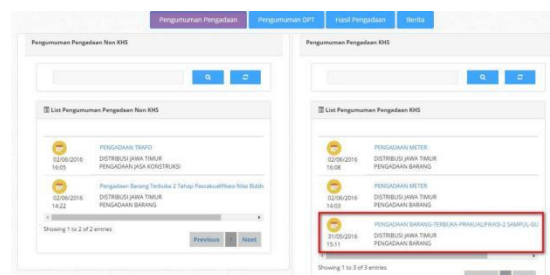 Pengumuman Pengadaan
Pengumuman DPT
Hasil Pengadaan
Berita
Pengumuman Pengadaan Non KHS
List Pengumuman Pengadaan Non KHS
PENGADAAN TRAFO
02/06/2016
DISTRIBUSI JAWA TIMUR
16:05
PENGADAAN JASA KONSTRUKSI
Pengadaan Barang Terbuka 2 Tahap Pascakualifikasi Nilai
02/06/2016
DISTRIBUSI JAWA TIMUR
14:22
PENGADAAN BARANG
Showing 1 to 2 of 2 entries
Previous 1 Next
Pengumuman Pengadaan KHS
List Pengumuman Pengadaan KHS
PENGADAAN METER
02/06/2016
DISTRIBUSI JAWA TIMUR
16:08
PENGADAAN BARANG
PENGADAAN METER
02/06/2016
DISTRIBUSI JAWA TIMUR
14:03
PENGADAAN BARANG
PENGADAAN BARANG-TERBUKA-PRAKUALIFIKASI-2 SAMPUL-GU
31/05/2016
DISTRIBUSI JAWA TIMUR
15:11
PENGADAAN BARANG
Showing 1 to 3 of 3 entries